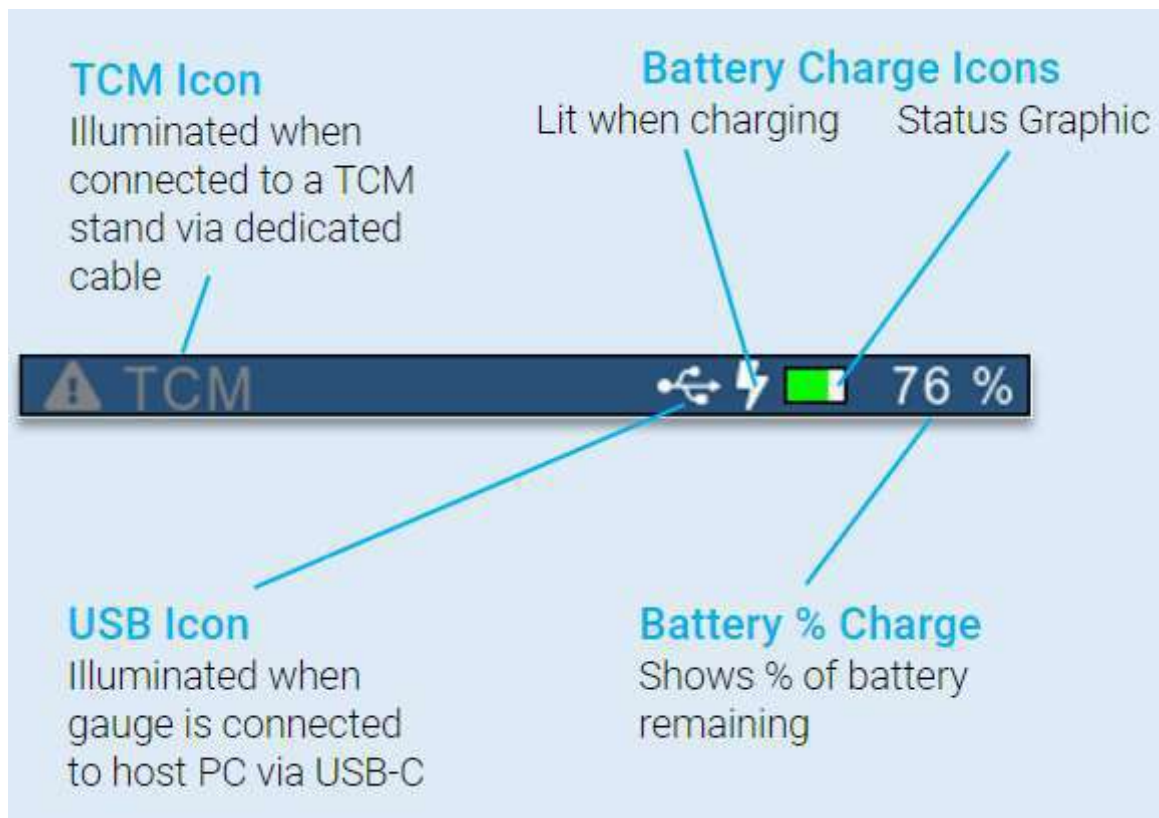 TCM Icon
Illuminated when
connected to a TCM
stand via dedicated
cable
Battery Charge Icons
Lit when charging
Status Graphic
TCM
76 %
USB Icon
Illuminated when
gauge is connected
to host PC via USB-C
Battery % Charge
Shows % of battery
remaining